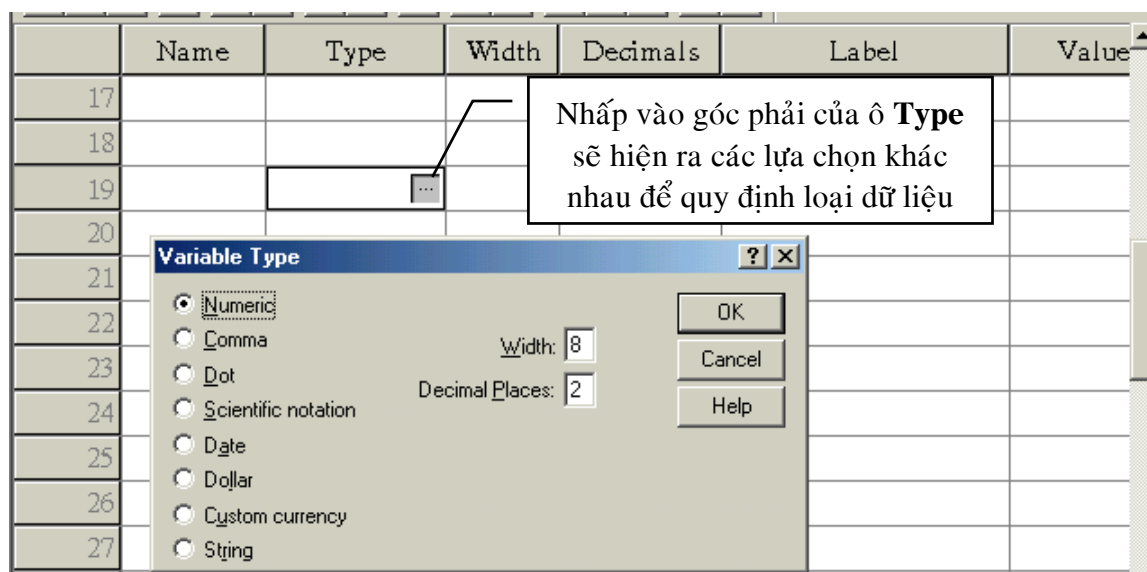 Name Type Width Decimals Label Value
17
18
19
20
21
22
23
24
25
26
27
...
Nhấp vào góc phải của ô Type
sẽ hiện ra các lựa chọn khác
nhau để quy định loại dữ liệu
Variable Type
? ×
Numeric
Comma
Dot
Scientific notation
Date
Dollar
Custom currency
String
Width: 8
Decimal Places: 2
OK
Cancel
Help